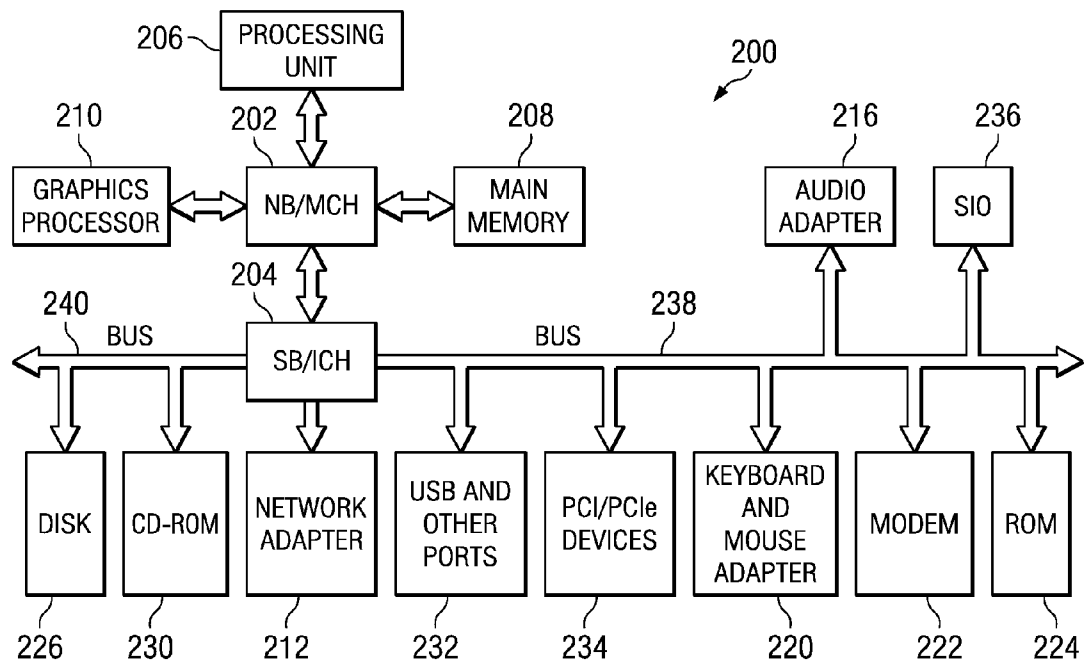 206
PROCESSING
UNIT
200
210
202
208
216
236
GRAPHICS
PROCESSOR
NB/MCH
MAIN
MEMORY
AUDIO
ADAPTER
SIO
204
240
238
BUS
SB/ICH
BUS
DISK
CD-ROM
NETWORK
ADAPTER
USB AND
OTHER
PORTS
PCI/PCIe
DEVICES
KEYBOARD
AND
MOUSE
ADAPTER
MODEM
ROM
226
230
212
232
234
220
222
224